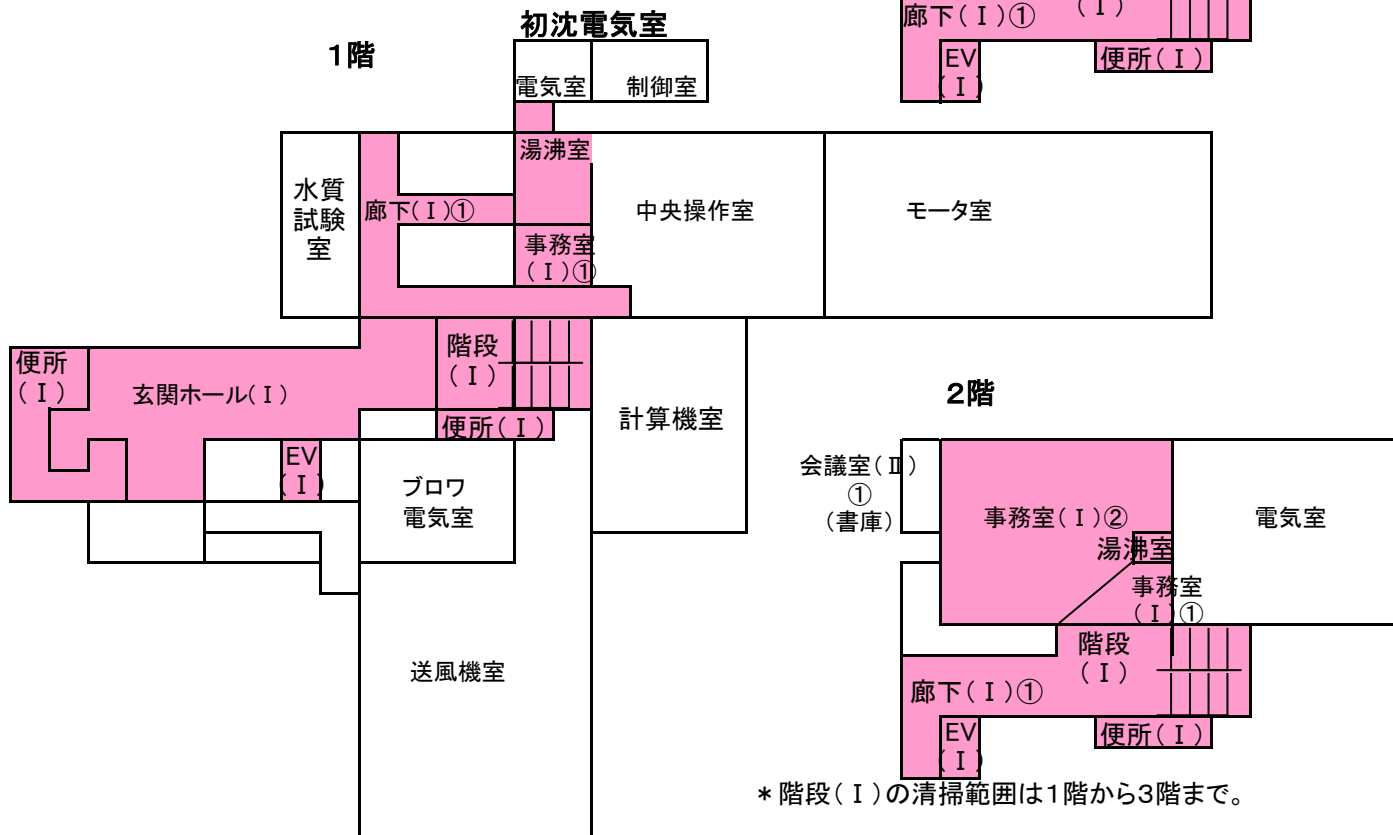 廊下(Ⅰ)①
(Ⅰ)
EV
(Ⅰ)
便所(Ⅰ)
初沈電気室
1階
電気室
制御室
湯沸室
水質
試験
室
廊下(Ⅰ)①
中央操作室
モータ室
事務室
(Ⅰ)①
便所
(Ⅰ)
玄関ホール(Ⅰ)
階段
(Ⅰ)
便所(Ⅰ)
計算機室
EV
(Ⅰ)
ブロワ
電気室
送風機室
2階
会議室(Ⅱ)
①
(書庫)
事務室(Ⅰ)②
電気室
湯沸室
事務室
(Ⅰ)①
階段
(Ⅰ)
廊下(Ⅰ)①
EV
(Ⅰ)
便所(Ⅰ)
*階段(Ⅰ)の清掃範囲は1階から3階まで。